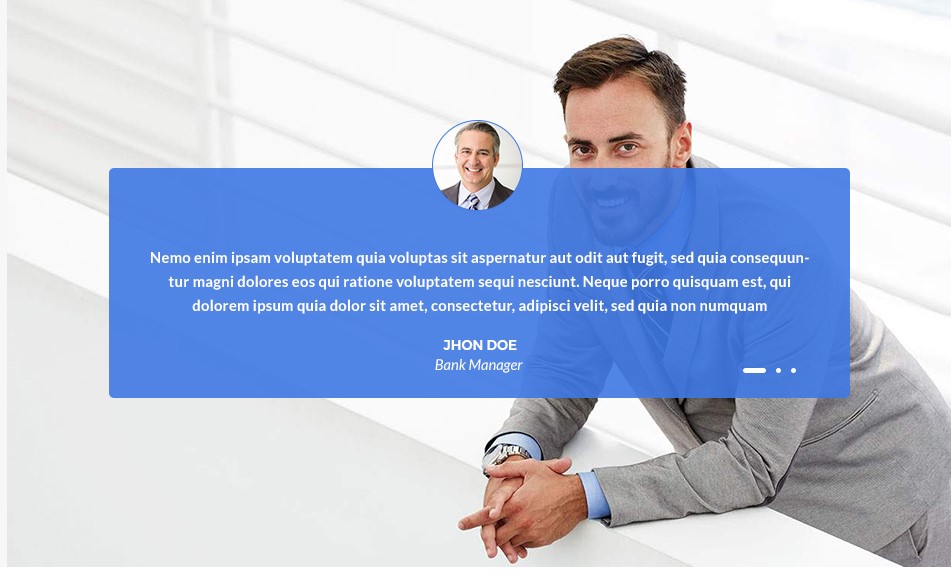 Nemo enim ipsam voluptatem quia voluptas sit aspernatur aut odit aut fugit, sed quia consequun-
tur magni dolores eos qui ratione voluptatem sequi nesciunt. Neque porro quisquam est, qui
dolorem ipsum quia dolor sit amet, consectetur, adipisci velit, sed quia non numquam
JHON DOE
Bank Manager